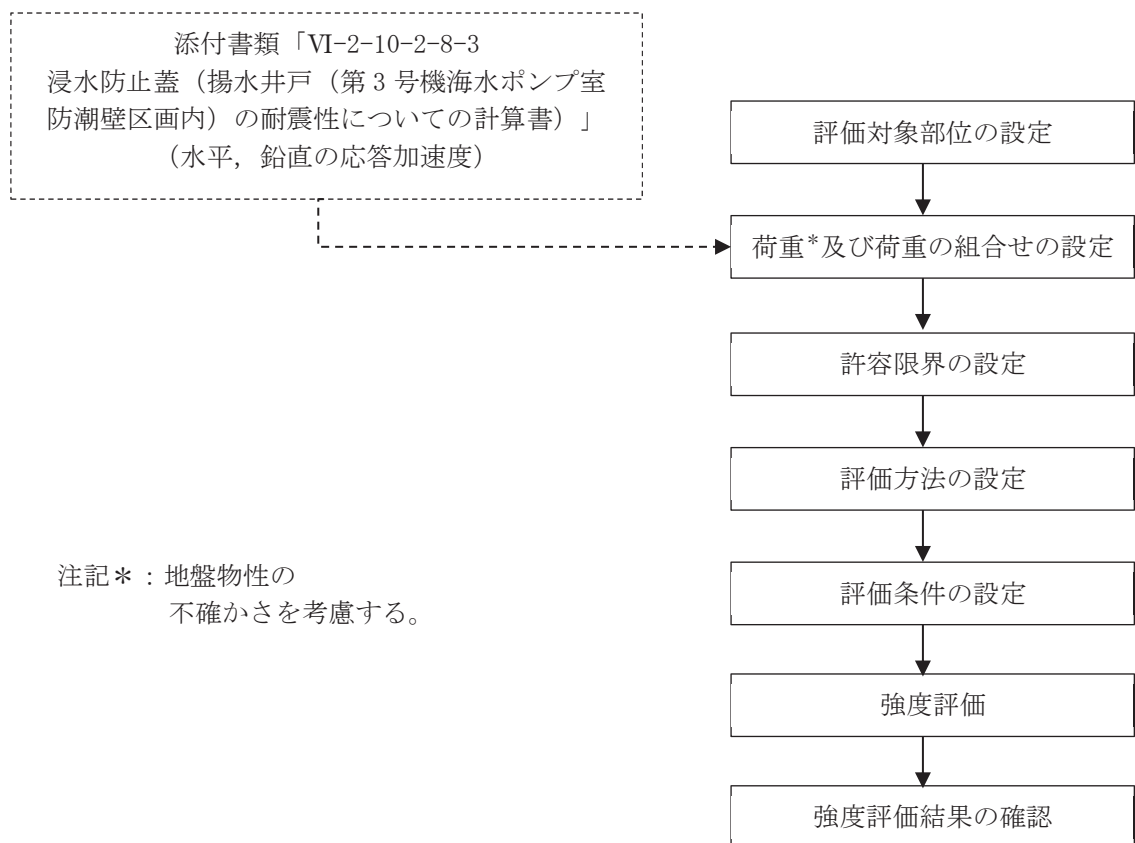 添付書類「Ⅵ-2-10-2-8-3
浸水防止蓋（揚水井戸（第3号機海水ポンプ室
防潮壁区画内）の耐震性についての計算書）」
（水平，鉛直の応答加速度）
評価対象部位の設定
荷重*及び荷重の組合せの設定
許容限界の設定
評価方法の設定
評価条件の設定
強度評価
強度評価結果の確認
注記＊：地盤物性の
不確かさを考慮する。